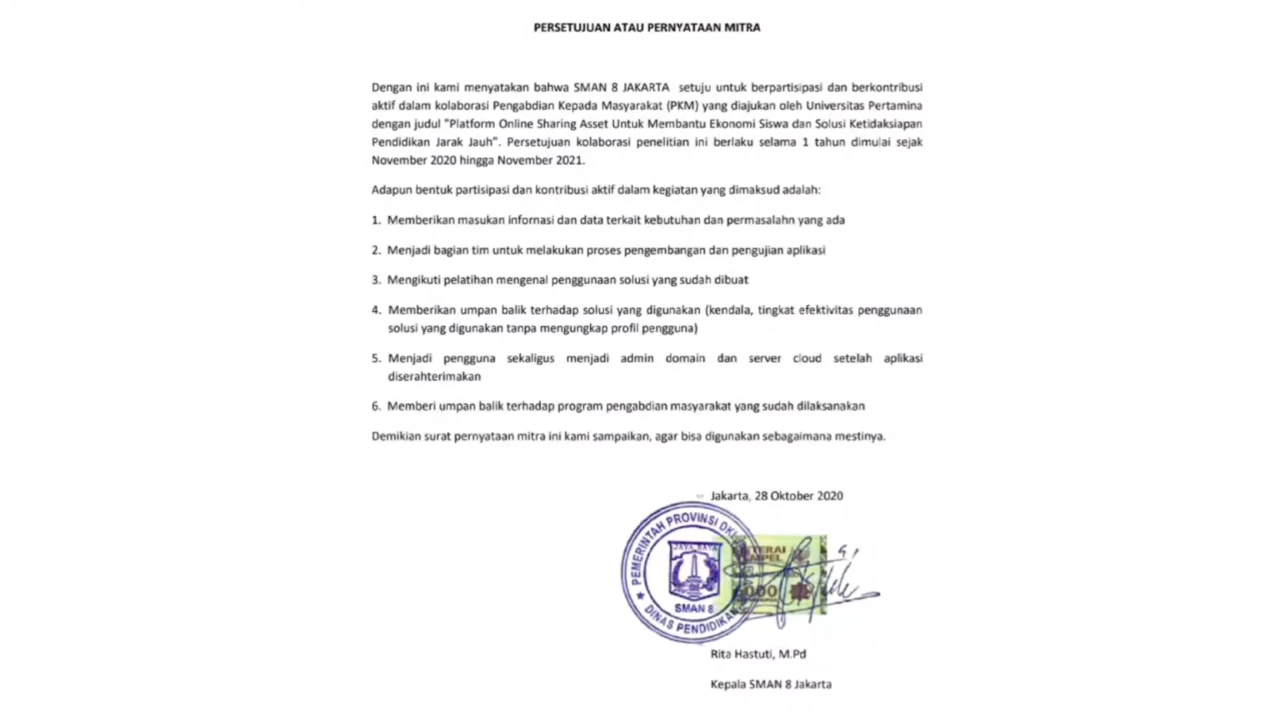 PERSETUJUAN ATAU PERNYATAAN MITRA
Dengan ini kami menyatakan bahwa SMAN 8 JAKARTA setuju untuk berpartisipasi dan berkontribusi
aktif dalam kolaborasi Pengabdian Kepada Masyarakat (PKM) yang diajukan oleh Universitas Pertamina
dengan judul "Platform Online Sharing Asset Untuk Membantu Ekonomi Siswa dan Solusi Ketidaksiapan
Pendidikan Jarak Jauh". Persetujuan kolaborasi penelitian ini berlaku selama 1 tahun dimulai sejak
November 2020 hingga November 2021.
Adapun bentuk partisipasi dan kontribusi aktif dalam kegiatan yang dimaksud adalah:
1. Memberikan masukan infornasi dan data terkait kebutuhan dan permasalahn yang ada
2. Menjadi bagian tim untuk melakukan proses pengembangan dan pengujian aplikasi
3. Mengikuti pelatihan mengenal penggunaan solusi yang sudah dibuat
4. Memberikan umpan balik terhadap solusi yang digunakan (kendala, tingkat efektivitas penggunaan
solusi yang digunakan tanpa mengungkap profil pengguna)
5. Menjadi pengguna sekaligus menjadi admin domain dan server cloud setelah aplikasi
diserahterimakan
6. Memberi umpan balik terhadap program pengabdian masyarakat yang sudah dilaksanakan
Demikian surat pernyataan mitra ini kami sampaikan, agar bisa digunakan sebagaimana mestinya.
Jakarta, 28 Oktober 2020
PEMERINTAH PROVINSI DKI
JAYA RAYA
SMAN 8
DINAS PENDIDIKAN
Rita Hastuti, M.Pd
Kepala SMAN 8 Jakarta